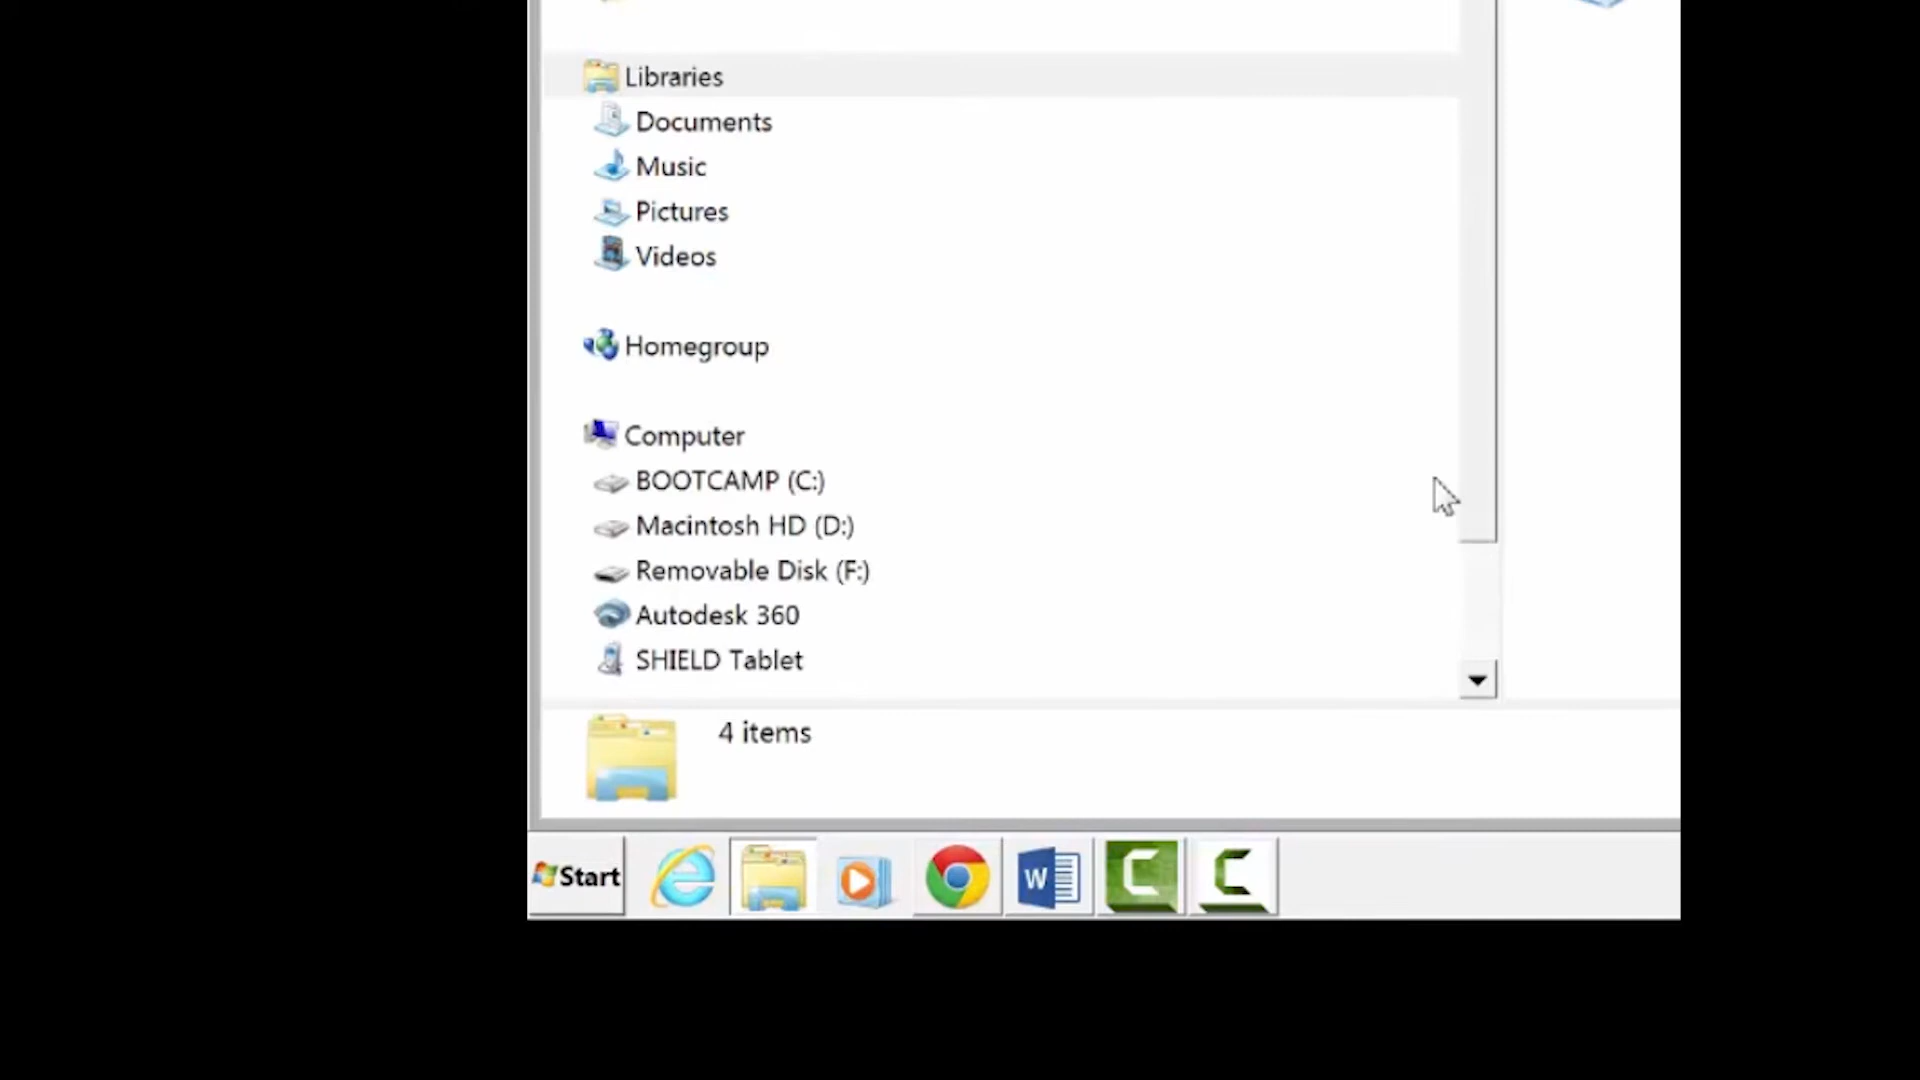 Libraries
Documents
Music
Pictures
Videos
Homegroup
Computer
BOOTCAMP (C:)
Macintosh HD (D:)
Removable Disk (F:)
Autodesk 360
SHIELD Tablet
4 items
Start